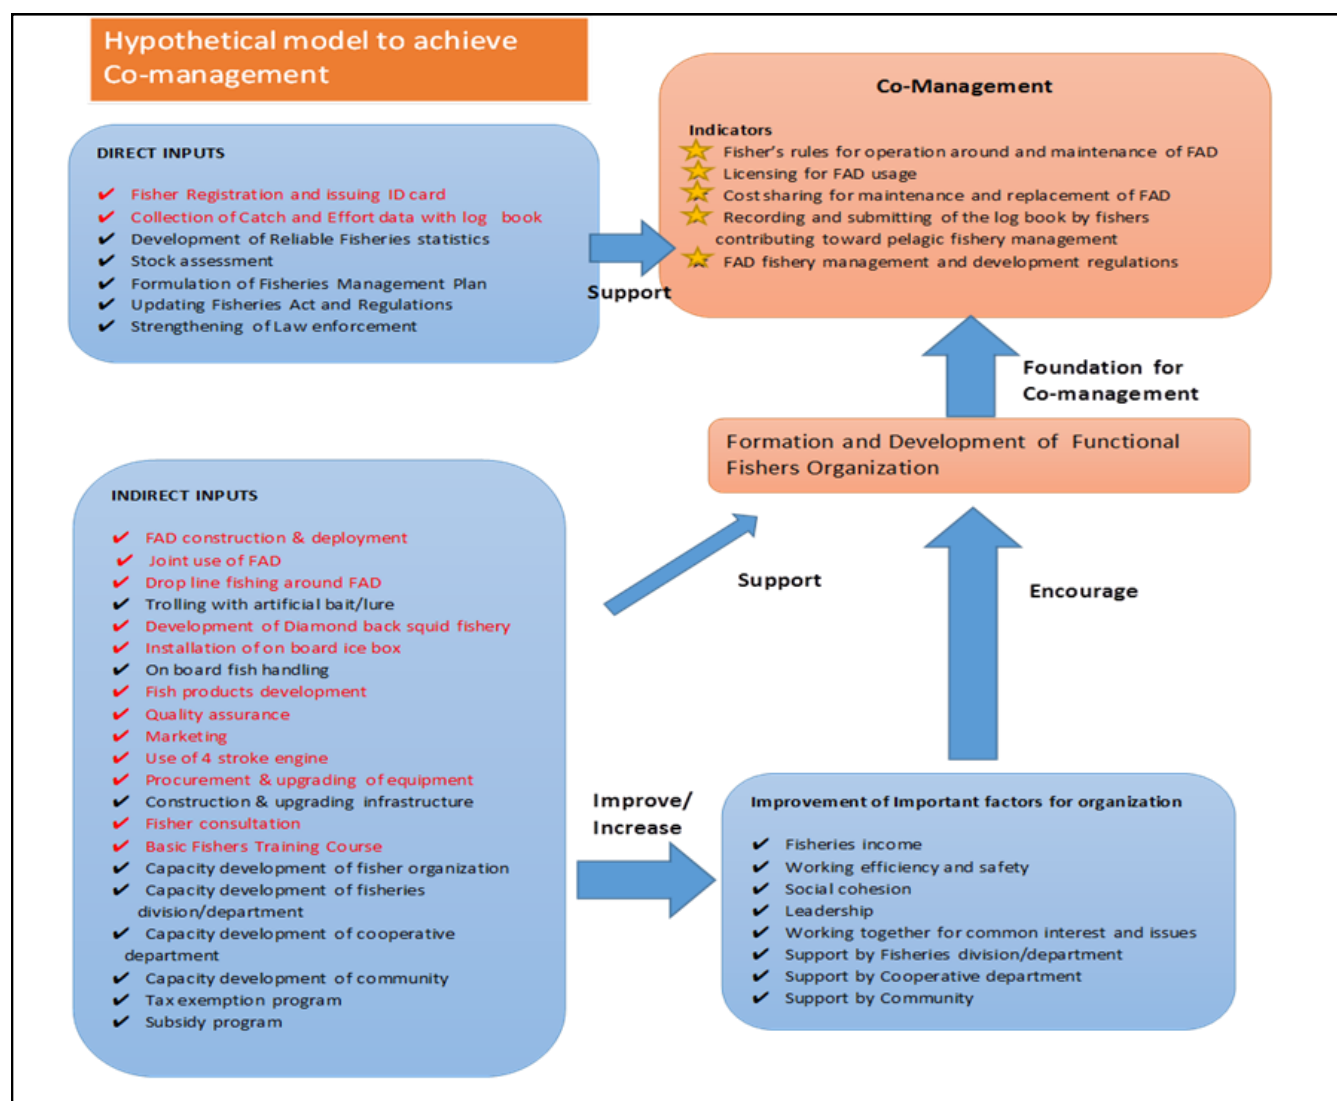 Hypothetical model to achieve
Co-management
DIRECT INPUTS
Fisher Registration and issuing ID card
Collection of Catch and Effort data with log book
Development of Reliable Fisheries statistics
Stock assessment
Formulation of Fisheries Management Plan
Updating Fisheries Act and Regulations
Strengthening of Law enforcement
Support
Co-Management
Indicators
Fisher's rules for operation around and maintenance of FAD
Licensing for FAD usage
Cost sharing for maintenance and replacement of FAD
Recording and submitting of the log book by fishers
contributing toward pelagic fishery management
FAD fishery management and development regulations
Foundation for
Co-management
Formation and Development of Functional
Fishers Organization
INDIRECT INPUTS
FAD construction & deployment
Joint use of FAD
Drop line fishing around FAD
Trolling with artificial bait/lure
Development of Diamond back squid fishery
Installation of on board ice box
On board fish handling
Fish products development
Quality assurance
Marketing
Use of 4 stroke engine
Procurement & upgrading of equipment
Construction & upgrading infrastructure
Fisher consultation
Basic Fishers Training Course
Capacity development of fisher organization
Capacity development of fisheries
division/department
Capacity development of cooperative
department
Capacity development of community
Tax exemption program
Subsidy program
Support
Encourage
Improve/
Increase
Improvement of Important factors for organization
Fisheries income
Working efficiency and safety
Social cohesion
Leadership
Working together for common interest and issues
Support by Fisheries division/department
Support by Cooperative department
Support by Community